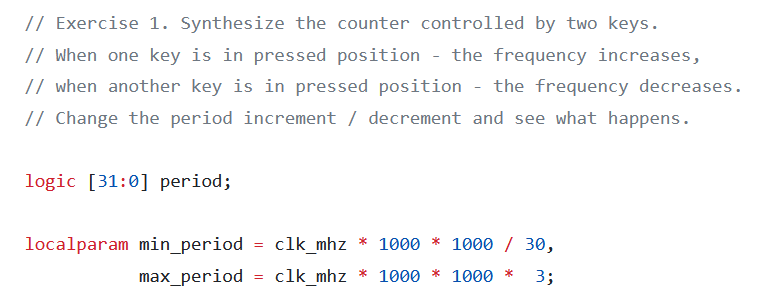 // Exercise 1. Synthesize the counter controlled by two keys.
// When one key is in pressed position - the frequency increases,
// when another key is in pressed position - the frequency decreases.
// Change the period increment / decrement and see what happens.
logic [31:0] period;
localparam min_period = clk_mhz * 1000 * 1000 / 30,
           max_period = clk_mhz * 1000 * 1000 *  3;